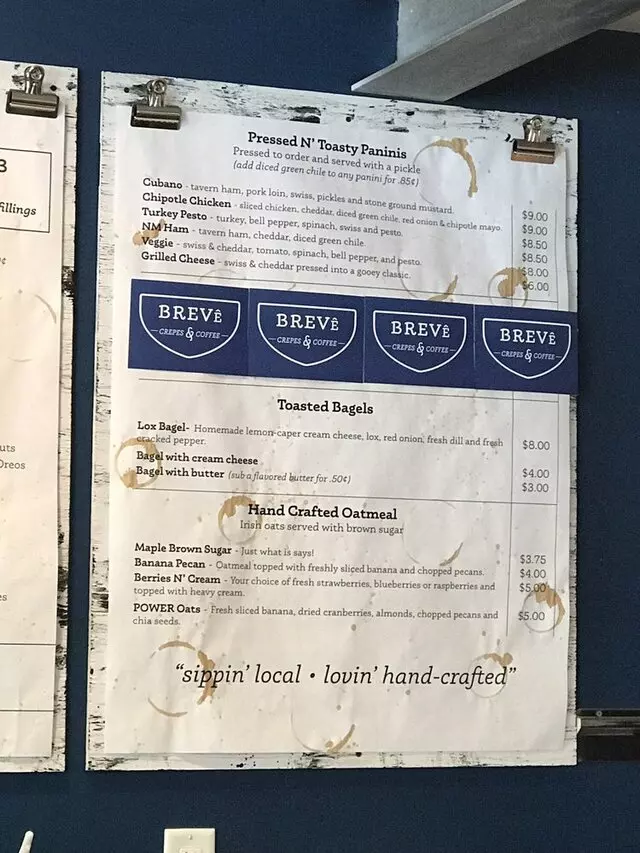 3
fillings
uts
Oreos
es
Pressed N' Toasty Paninis
Pressed to order and served with a pickle
(add diced green chile to any panini for .85¢)
Cubano - tavern ham, pork loin, swiss, pickles and stone ground mustard. $9.00
Chipotle Chicken - sliced chicken, cheddar, diced green chile, red onion & chipotle mayo. $9.00
Turkey Pesto - turkey, bell pepper, spinach, swiss and pesto. $8.50
NM Ham - tavern ham, cheddar, diced green chile. $8.50
Veggie - swiss & cheddar, tomato, spinach, bell pepper, and pesto. $8.00
Grilled Cheese - swiss & cheddar pressed into a gooey classic. $6.00
BREVÊ BREVÊ BREVÊ BREVÊ
CREPES & COFFEE CREPES & COFFEE CREPES & COFFEE CREPES & COFFEE
Toasted Bagels
Lox Bagel- Homemade lemon-caper cream cheese, lox, red onion, fresh dill and fresh
cracked pepper. $8.00
Bagel with cream cheese $4.00
Bagel with butter (sub a flavored butter for .50¢) $3.00
Hand Crafted Oatmeal
Irish oats served with brown sugar
Maple Brown Sugar - Just what is says! $3.75
Banana Pecan - Oatmeal topped with freshly sliced banana and chopped pecans. $4.00
Berries N' Cream - Your choice of fresh strawberries, blueberries or raspberries and $5.00
topped with heavy cream.
POWER Oats - Fresh sliced banana, dried cranberries, almonds, chopped pecans and $5.00
chia seeds.
"sippin' local • lovin' hand-crafted"